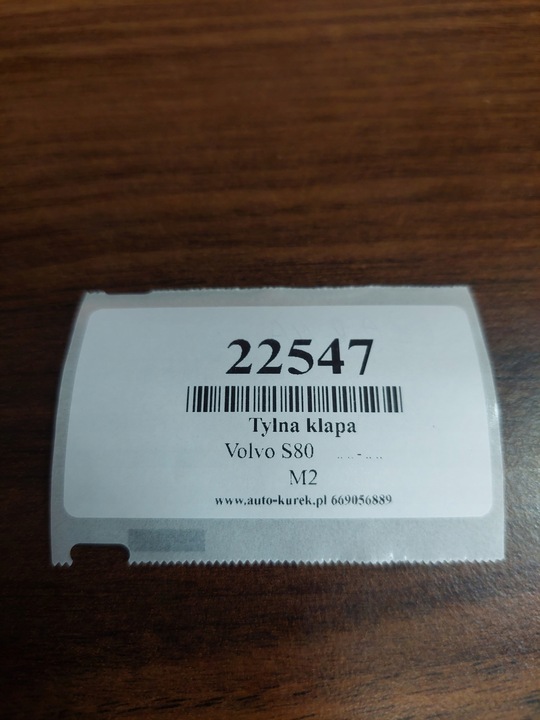 22547
Tylna klapa
Volvo S80 .. .. - .. ..
M2
www.auto-kurek.pl 669056889